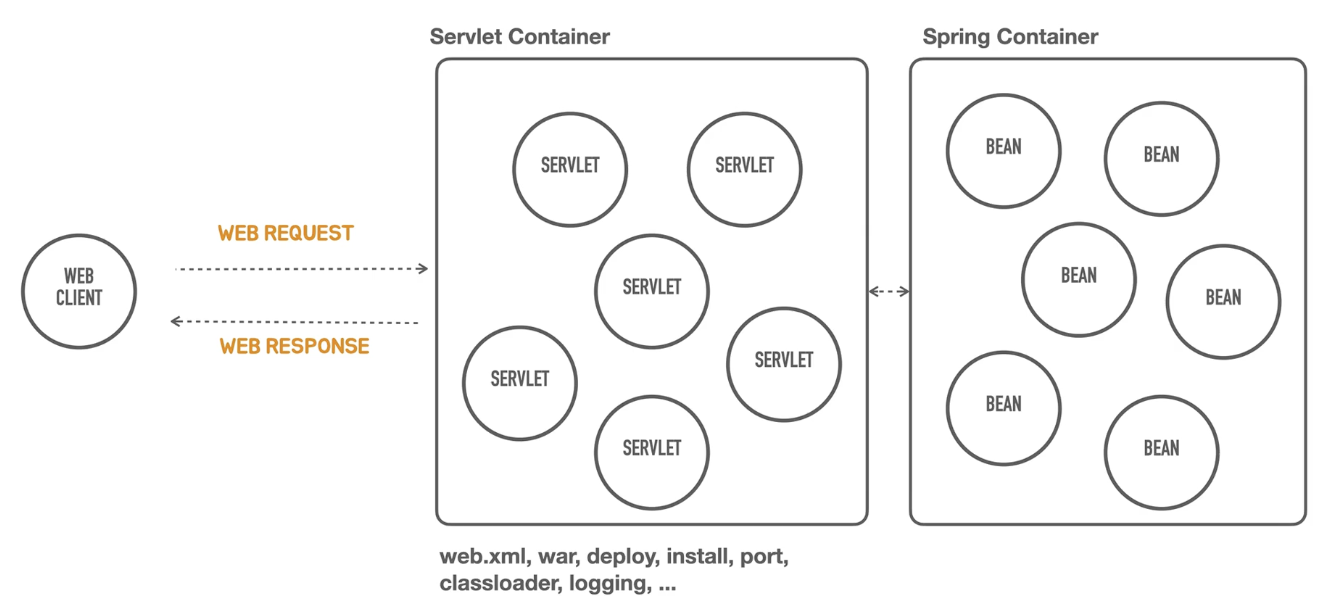 Servlet Container
Spring Container
WEB
CLIENT
WEB REQUEST
WEB RESPONSE
SERVLET
SERVLET
SERVLET
SERVLET
SERVLET
SERVLET
BEAN
BEAN
BEAN
BEAN
BEAN
BEAN
web.xml, war, deploy, install, port,
classloader, logging, ...